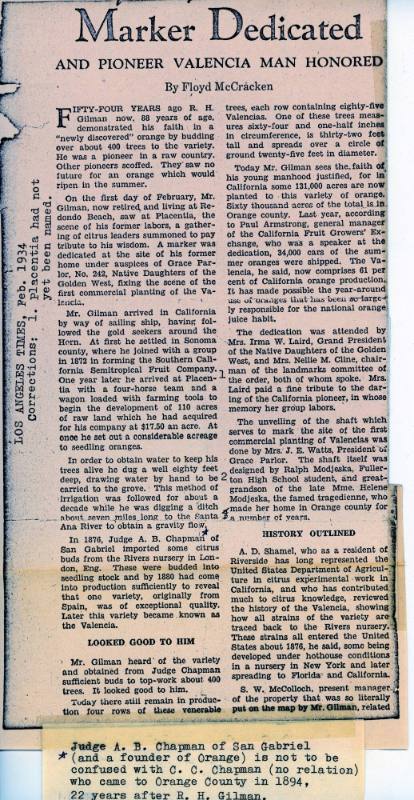 Marker Dedicated
AND PIONEER VALENCIA MAN HONORED
By Floyd McCracken
FIFTY-FOUR YEARS ago R. H.
Gilman now, 88 years of age,
demonstrated his faith in a
"newly discovered" orange by budding
over about 400 trees to the variety.
He was a pioneer in a raw country.
Other pioneers scoffed. They saw no
future for an orange which would
ripen in the summer.
On the first day of February, Mr.
Gilman, now retired and living at Re-
dondo Beach, saw at Placentia, the
scene of his former labors, a gather-
ing of citrus leaders summoned to pay
tribute to his wisdom. A marker was
dedicated at the site of his former
home under auspices of Grace Par-
lor, No. 242, Native Daughters of the
Golden West, fixing the scene of the
first commercial planting of the Va-
lencia.
Mr. Gilman arrived in California
by way of sailing ship, having fol-
lowed the gold seekers around the
Horn. At first he settled in Sonoma
county, where he joined with a group
in 1872 in forming the Southern Cali-
fornia Semitropical Fruit Company.
One year later he arrived at Placen-
tia with a four-horse team and a
wagon loaded with farming tools to
begin the development of 110 acres
of raw land which he had acquired
for his company at $17.50 an acre. At
once he set out a considerable acreage
to seedling oranges.
In order to obtain water to keep his
trees alive he dug a well eighty feet
deep, drawing water by hand to be
carried to the grove. This method of
irrigation was followed for about a
decade while he was digging a ditch
about seven miles long to the Santa
Ana River to obtain a gravity flow.
In 1876, Judge A. B. Chapman of *
San Gabriel imported some citrus
buds from the Rivers nursery in Lon-
don, Eng. These were budded into
seedling stock and by 1880 had come
into production sufficiently to reveal
that one variety, originally from
Spain, was of exceptional quality.
Later this variety became known as
the Valencia.
LOOKED GOOD TO HIM
Mr. Gilman heard of the variety
and obtained from Judge Chapman
sufficient buds to top-work about 400
trees. It looked good to him.
Today there still remain in produc-
tion four rows of these venerable
trees, each row containing eighty-five
Valencias. One of these trees meas-
ures sixty-four and one-half inches
in circumference, is thirty-two feet
tall and spreads over a circle of
ground twenty-five feet in diameter.
Today Mr. Gilman sees the faith of
his young manhood justified, for in
California some 131,000 acres are now
planted to this variety of orange.
Sixty thousand acres of the total is in
Orange county. Last year, according
to Paul Armstrong, general manager
of the California Fruit Growers' Ex-
change, who was a speaker at the
dedication, 34,000 cars of the sum-
mer oranges were shipped. The Va-
lencia, he said, now comprises 61 per
cent of California orange production.
It has made possible the year-around
use of oranges that has been so large-
ly responsible for the national orange
juice habit.
The dedication was attended by
Mrs. Irma W. Laird, Grand President
of the Native Daughters of the Golden
West, and Mrs. Nellie M. Cline, chair-
man of the landmarks committee of
the order, both of whom spoke. Mrs.
Laird paid a fine tribute to the dar-
ing of the California pioneer, in whose
memory her group labors.
The unveiling of the shaft which
serves to mark the site of the first
commercial planting of Valencias was
done by Mrs. J. E. Watts, President of
Grace Parlor. The shaft itself was
designed by Ralph Modjeska, Fuller-
ton High School student, and great-
grandson of the late Mme. Helene
Modjeska, the famed tragedienne, who
made her home in Orange county for
a number of years.
HISTORY OUTLINED
A. D. Shamel, who as a resident of
Riverside has long represented the
United States Department of Agricul-
ture in citrus experimental work in
California, and who has contributed
much to citrus knowledge, reviewed
the history of the Valencia, showing
how all strains of the variety are
traced back to the Rivers nursery.
These strains all entered the United
States about 1876, he said, some being
developed under hothouse conditions
in a nursery in New York and later
spreading to Florida and California.
S. W. McColloch, present manager
of the property that was so literally
put on the map by Mr. Gilman, related
LOS ANGELES TIMES, Feb. 1934
Corrections: 1. Placentia had not
yet been named.
* Judge A. B. Chapman of San Gabriel
(and a founder of Orange) is not to be
confused with C. C. Chapman (no relation)
who came to Orange County in 1894,
22 years after R. H. Gilman.